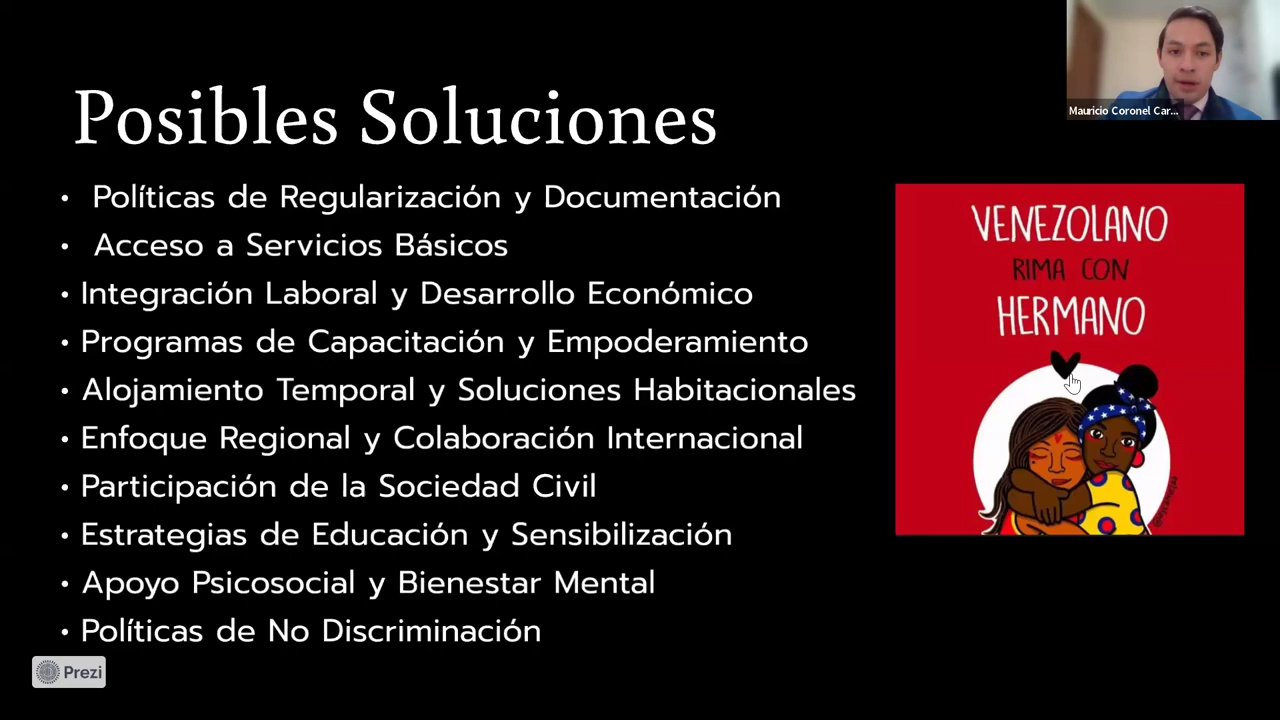 Mauricio Coronel Car...
Posibles Soluciones
• Políticas de Regularización y Documentación
• Acceso a Servicios Básicos
• Integración Laboral y Desarrollo Económico
• Programas de Capacitación y Empoderamiento
• Alojamiento Temporal y Soluciones Habitacionales
• Enfoque Regional y Colaboración Internacional
• Participación de la Sociedad Civil
• Estrategias de Educación y Sensibilización
• Apoyo Psicosocial y Bienestar Mental
• Políticas de No Discriminación
VENEZOLANO
RIMA CON
HERMANO
Prezi